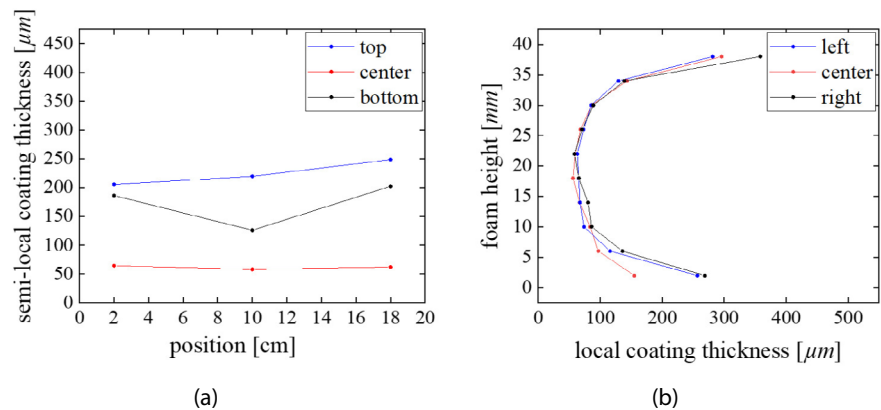 450
400
350
300
250
200
150
100
50
0
semi-local coating thickness [µm]
0 2 4 6 8 10 12 14 16 18 20
position [cm]
top
center
bottom
(a)
40
35
30
25
20
15
10
5
0
foam height [mm]
0 100 200 300 400 500
local coating thickness [µm]
left
center
right
(b)